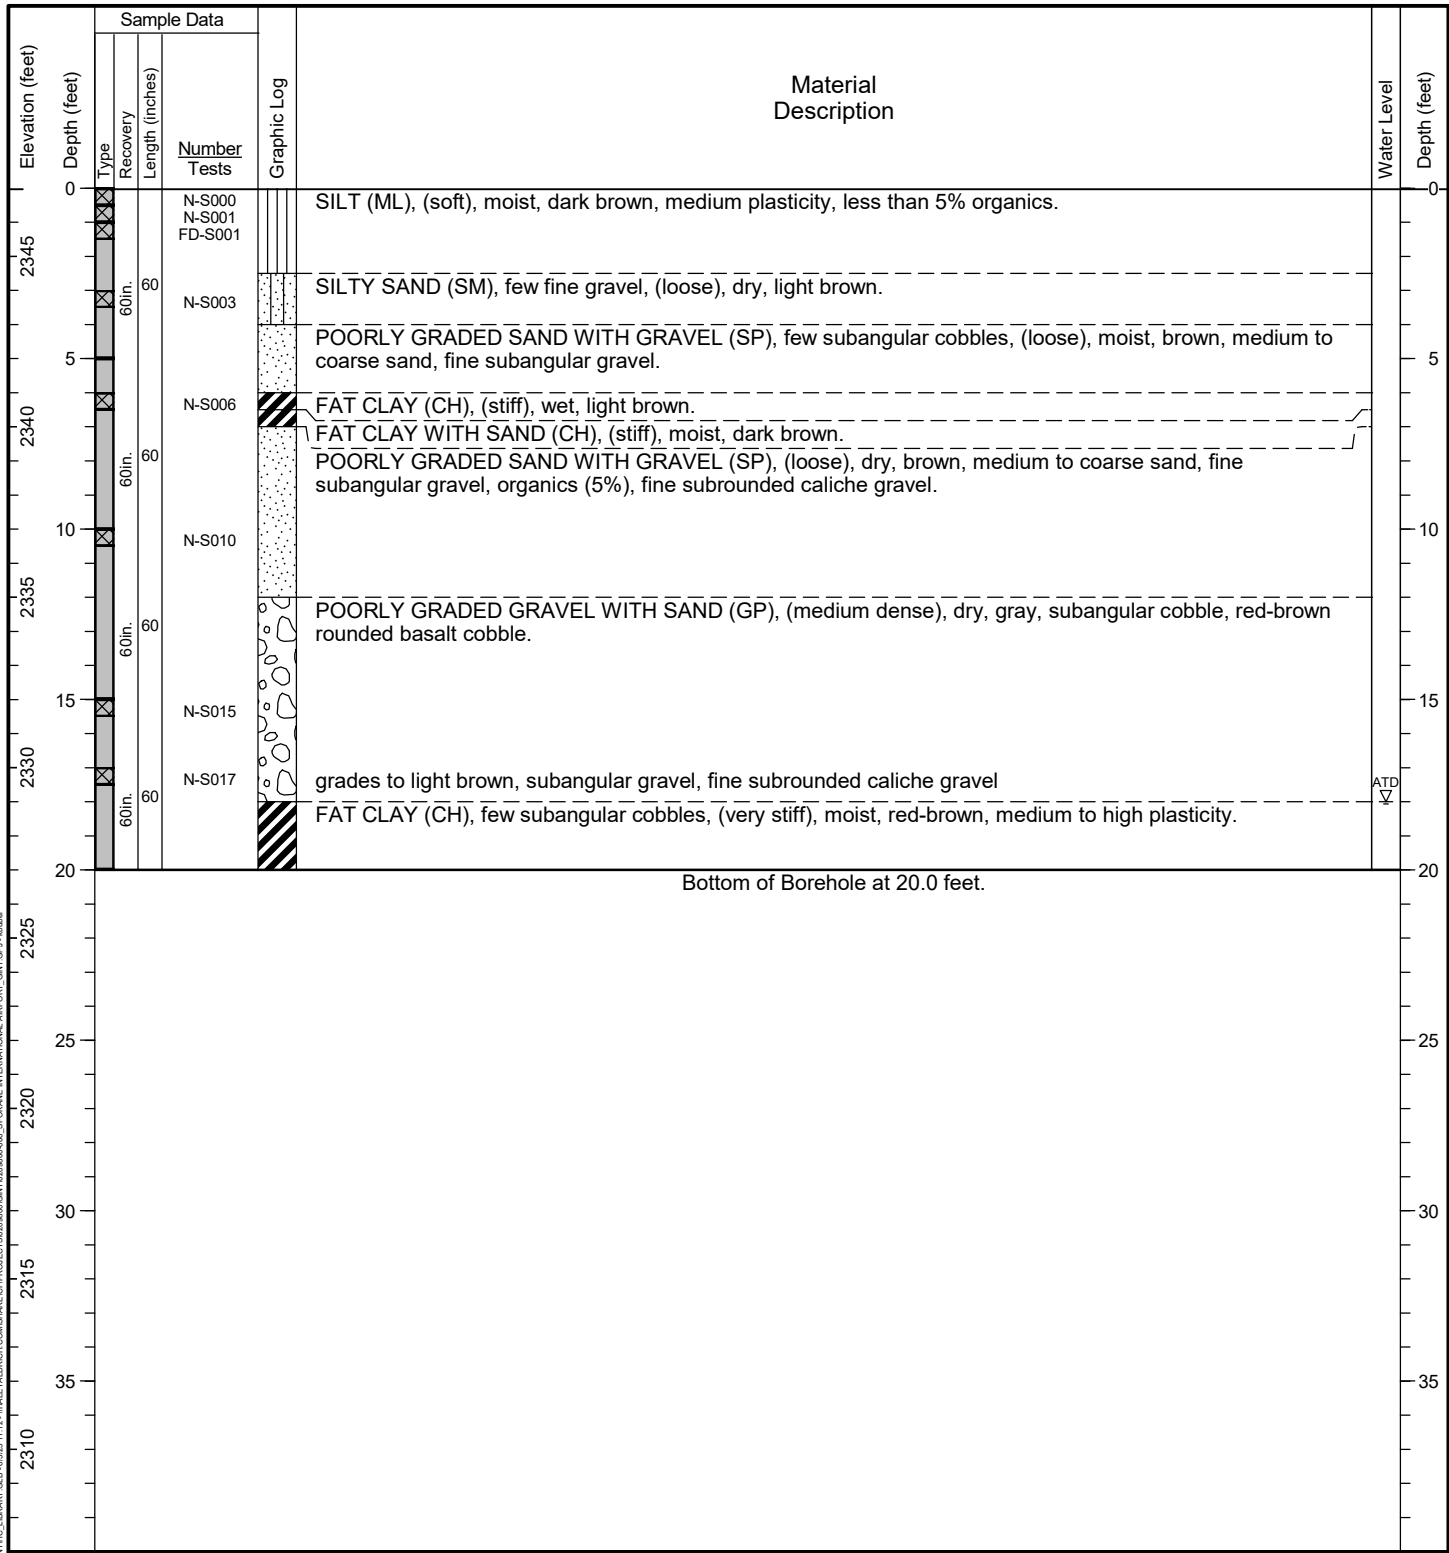 Sample Data
Elevation (feet)
Depth (feet)
Type
Recovery
Length (inches)
Number
Tests
Graphic Log
Material
Description
Water Level
Depth (feet)
0
N-S000
SILT (ML), (soft), moist, dark brown, medium plasticity, less than 5% organics.
0
N-S001
FD-S001
2345
60in.
60
SILTY SAND (SM), few fine gravel, (loose), dry, light brown.
N-S003
POORLY GRADED SAND WITH GRAVEL (SP), few subangular cobbles, (loose), moist, brown, medium to
5
coarse sand, fine subangular gravel.
5
N-S006
FAT CLAY (CH), (stiff), wet, light brown.
2340
FAT CLAY WITH SAND (CH), (stiff), moist, dark brown.
60in.
60
POORLY GRADED SAND WITH GRAVEL (SP), (loose), dry, brown, medium to coarse sand, fine
subangular gravel, organics (5%), fine subrounded caliche gravel.
10
N-S010
10
2335
POORLY GRADED GRAVEL WITH SAND (GP), (medium dense), dry, gray, subangular cobble, red-brown
60in.
60
rounded basalt cobble.
15
N-S015
15
2330
N-S017
grades to light brown, subangular gravel, fine subrounded caliche gravel
ATD
60in.
60
FAT CLAY (CH), few subangular cobbles, (very stiff), moist, red-brown, medium to high plasticity.
20
20
Bottom of Borehole at 20.0 feet.
2325
25
25
2320
30
30
2315
35
35
2310